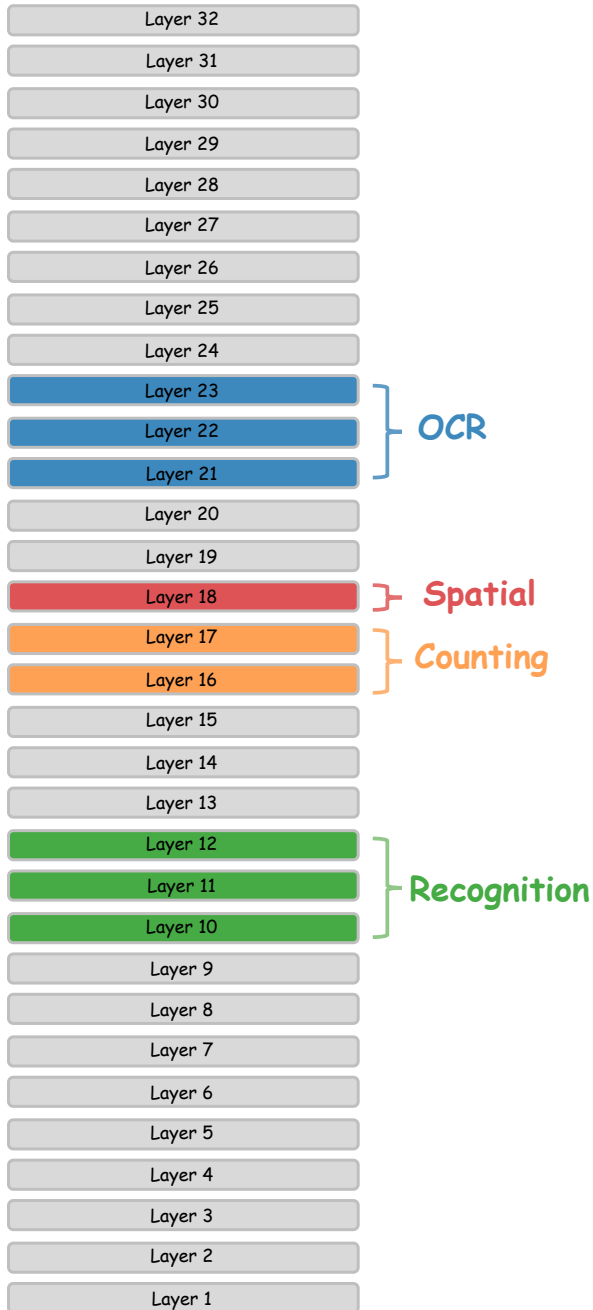 Layer 32
Layer 31
Layer 30
Layer 29
Layer 28
Layer 27
Layer 26
Layer 25
Layer 24
Layer 23
Layer 22
OCR
Layer 21
Layer 20
Layer 19
Layer 18
Spatial
Layer 17
Counting
Layer 16
Layer 15
Layer 14
Layer 13
Layer 12
Layer 11
Recognition
Layer 10
Layer 9
Layer 8
Layer 7
Layer 6
Layer 5
Layer 4
Layer 3
Layer 2
Layer 1